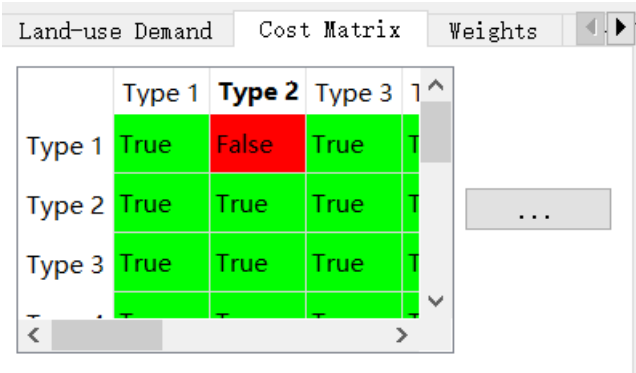 Land-use Demand Cost Matrix Weights
Type 1 Type 2 Type 3
Type 1 True False True
Type 2 True True True
Type 3 True True True
...